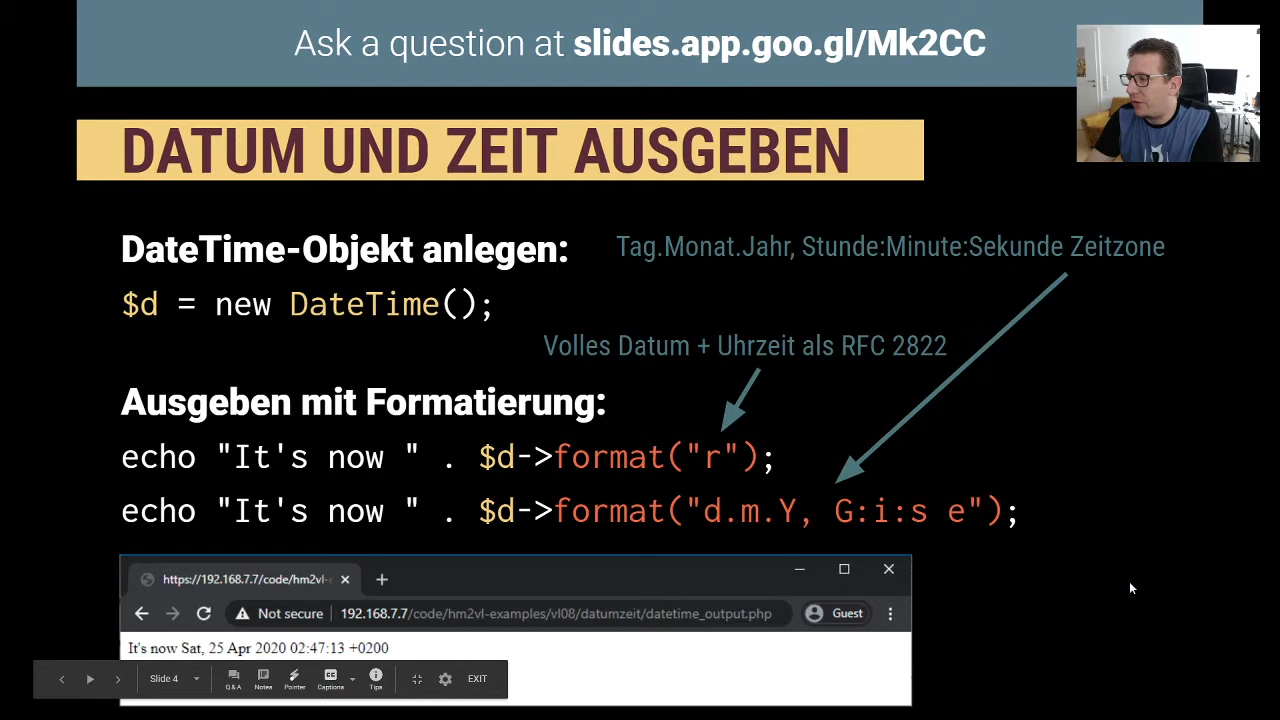 Ask a question at slides.app.goo.gl/Mk2CC
DATUM UND ZEIT AUSGEBEN
DateTime-Objekt anlegen:
Tag.Monat.Jahr, Stunde:Minute:Sekunde Zeitzone
$d = new DateTime();
Volles Datum + Uhrzeit als RFC 2822
Ausgeben mit Formatierung:
echo "It's now " . $d->format("r");
echo "It's now " . $d->format("d.m.Y, G:i:s e");
https://192.168.7.7/code/hm2vl-
Not secure 192.168.7.7/code/hm2vl-examples/vl08/datumzeit/datetime_output.php Guest
It's now Sat, 25 Apr 2020 02:47:13 +0200
Slide 4 Q & A Notes Pointer Captions Tips EXIT